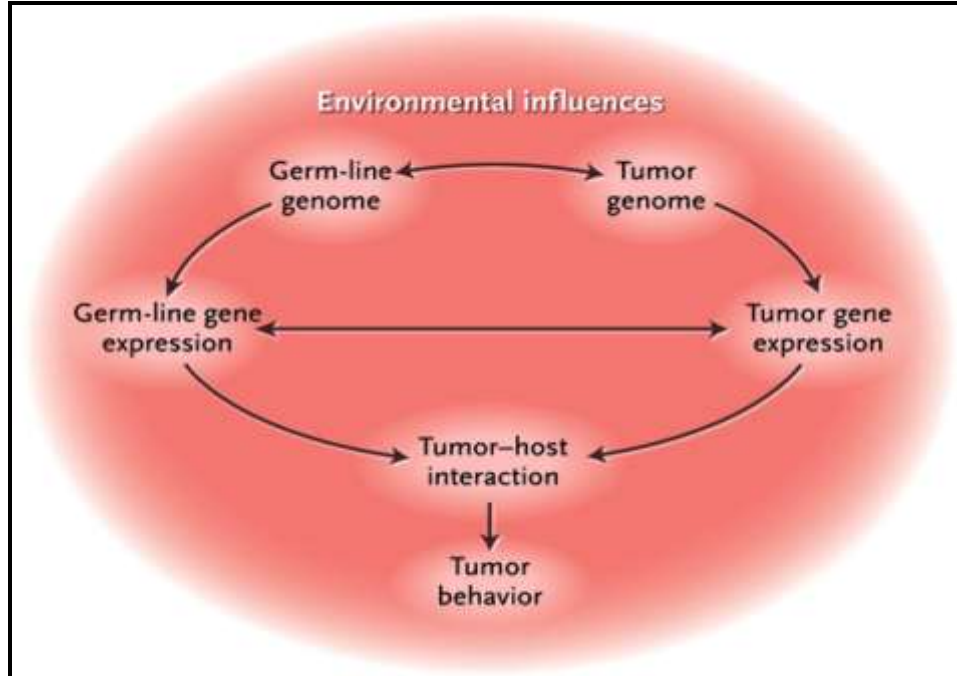 Environmental influences
Germ-line
genome
Tumor
genome
Germ-line gene
expression
Tumor gene
expression
Tumor–host
interaction
Tumor
behavior